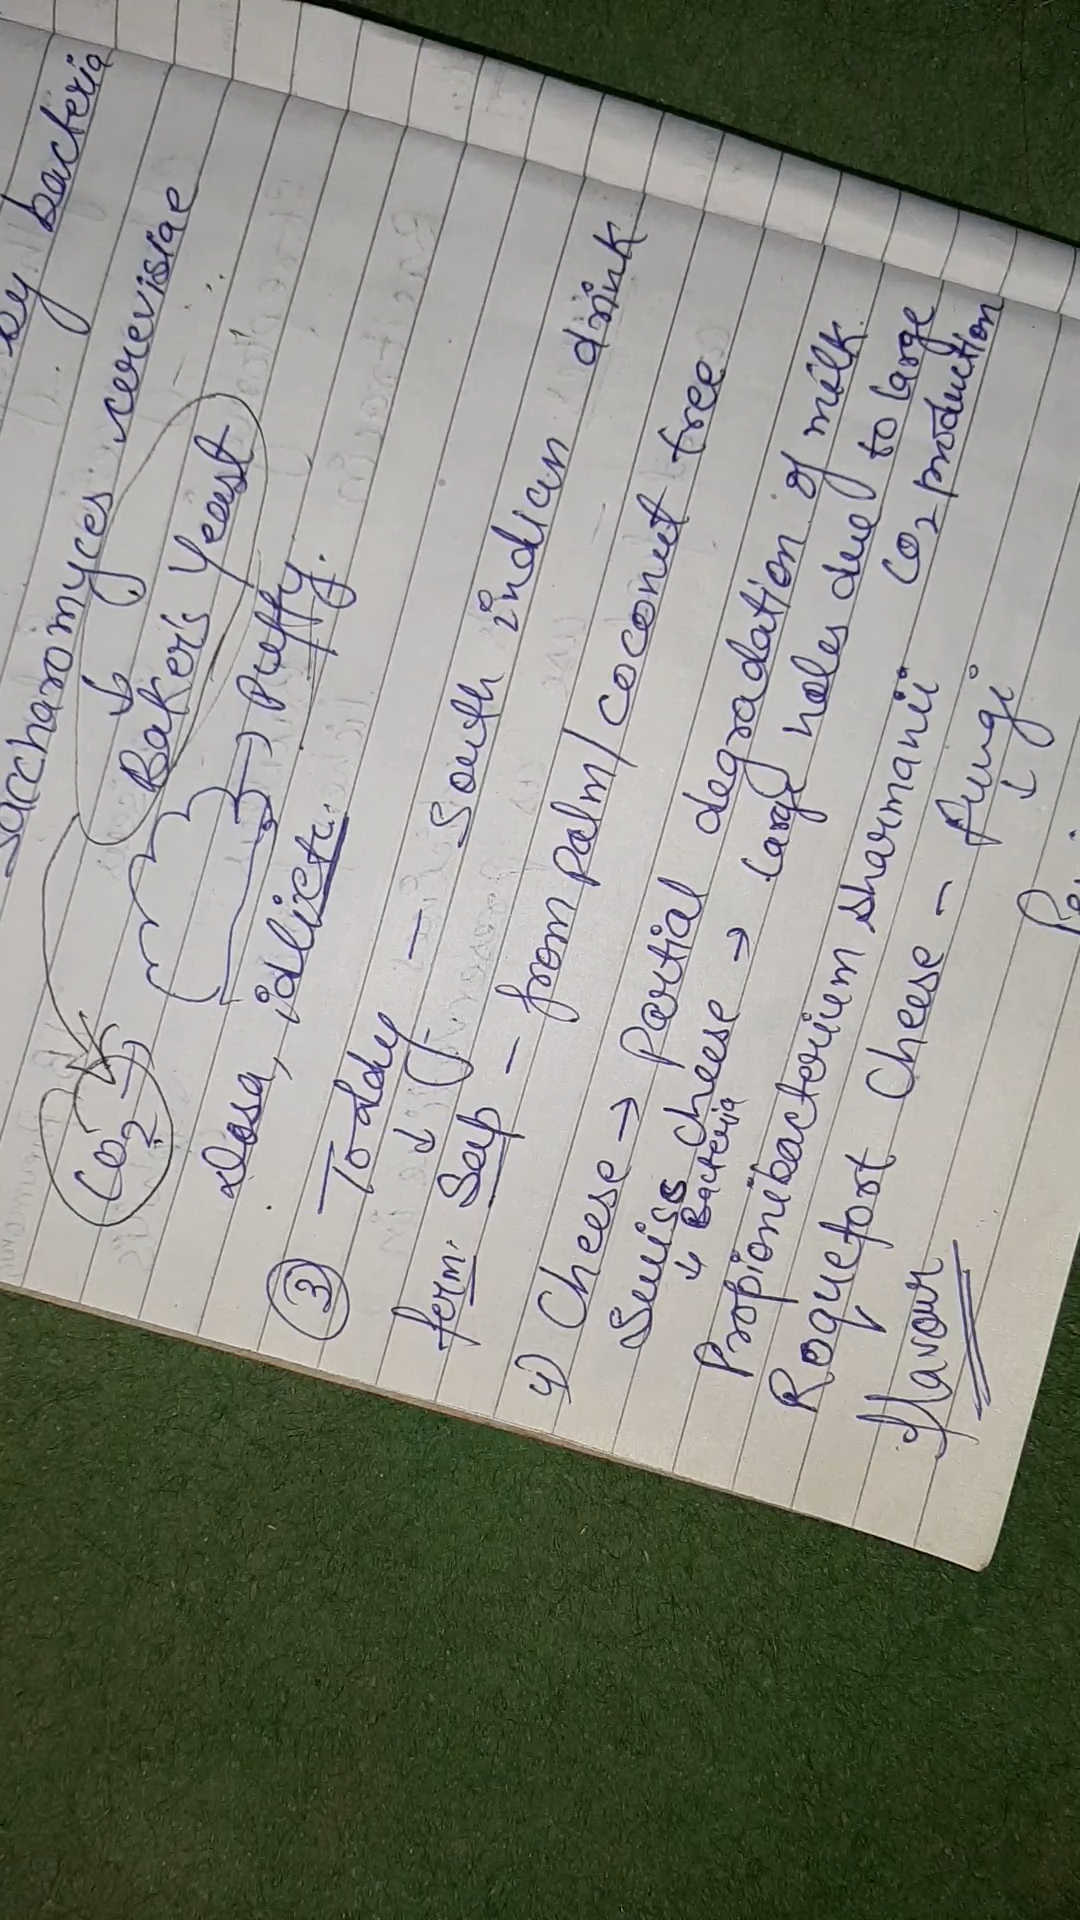 by bacteria
Saccharomyces cerevisiae
Baker's Yeast
CO2 → Puffy.
Dosa, idli etc.
③ Toddy - South indian drink
ferm. Sap - from palm/coconut tree
4) Cheese → Partial degradation of milk
Swiss Cheese → large holes due to large
↳ Bacteria CO2 production
Propionibacterium sharmanii
Roquefort Cheese - fungi
flavour